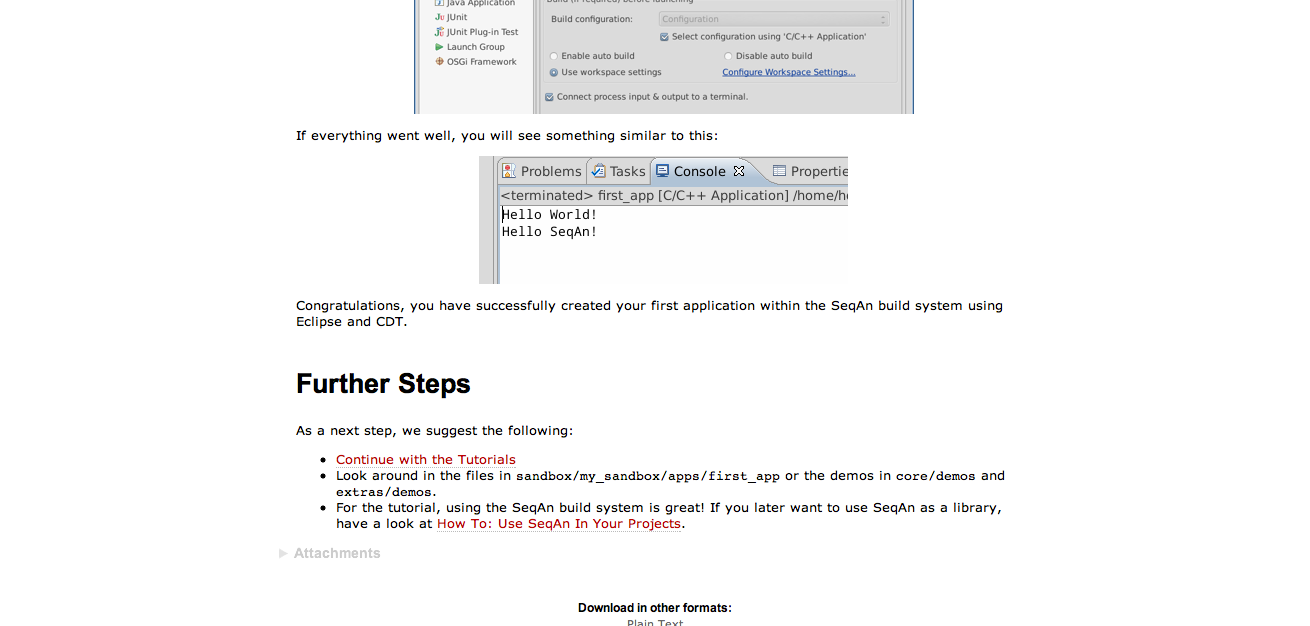 Java Application
Build (if required) before launching
Ju JUnit
Build configuration:
Configuration
JUnit Plug-in Test
Select configuration using 'C/C++ Application'
Launch Group
Enable auto build
Disable auto build
OSGi Framework
Use workspace settings
Configure Workspace Settings...
Connect process input & output to a terminal.
If everything went well, you will see something similar to this:
Problems Tasks Console Propertie
<terminated> first_app [C/C++ Application] /home/h
Hello World!
Hello SeqAn!
Congratulations, you have successfully created your first application within the SeqAn build system using
Eclipse and CDT.
Further Steps
As a next step, we suggest the following:
• Continue with the Tutorials
• Look around in the files in sandbox/my_sandbox/apps/first_app or the demos in core/demos and
extras/demos.
• For the tutorial, using the SeqAn build system is great! If you later want to use SeqAn as a library,
have a look at How To: Use SeqAn In Your Projects.
Attachments
Download in other formats:
Plain Text